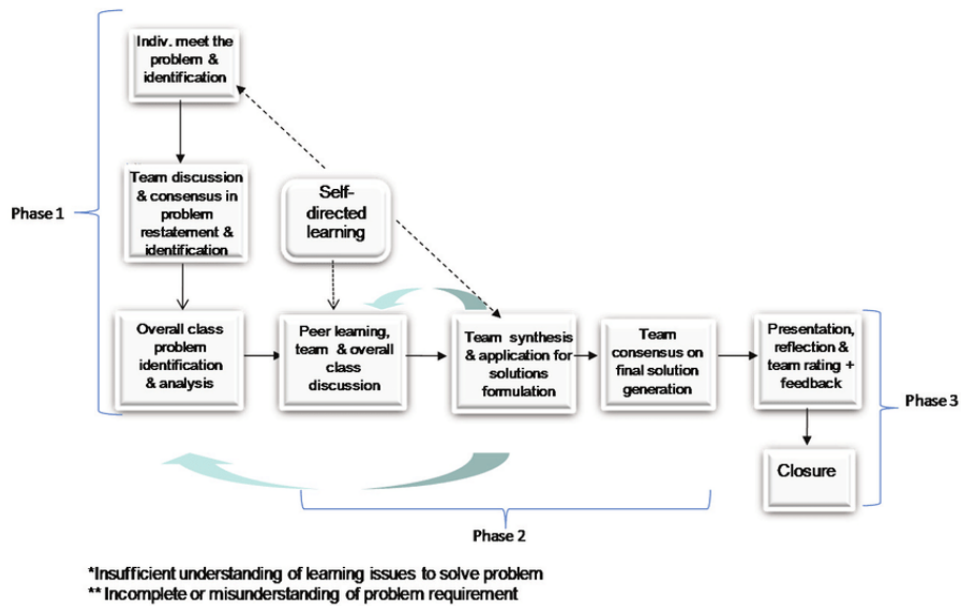 Indiv. meet the
problem &
identification
Team discussion
& consensus in
problem
restatement &
identification
Self-
directed
learning
Phase 1
Overall class
problem
identification
& analysis
Peer learning,
team & overall
class
discussion
Team synthesis
& application for
solutions
formulation
Team
consensus on
final solution
generation
Presentation,
reflection &
team rating +
feedback
Phase 3
Closure
Phase 2
*Insufficient understanding of learning issues to solve problem
** Incomplete or misunderstanding of problem requirement